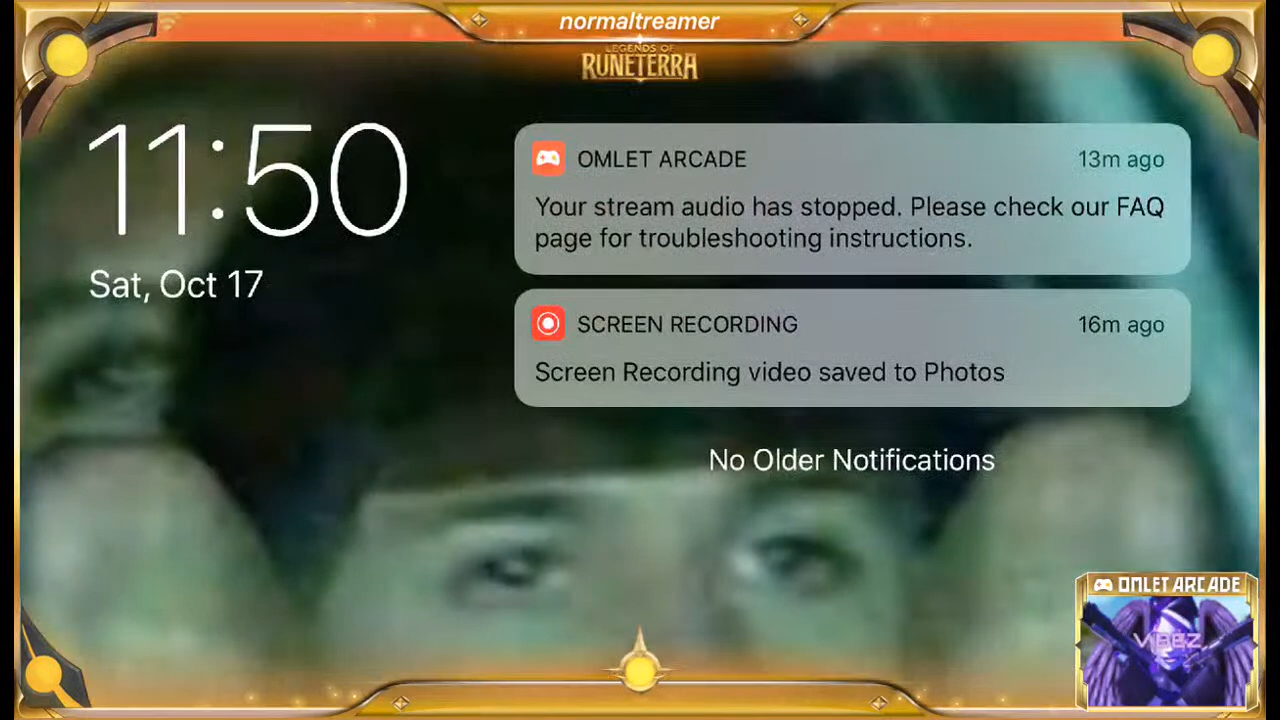 normaltreamer
LEGENDS OF
RUNETERRA
11:50
Sat, Oct 17
OMLET ARCADE 13m ago
Your stream audio has stopped. Please check our FAQ
page for troubleshooting instructions.
SCREEN RECORDING 16m ago
Screen Recording video saved to Photos
No Older Notifications
OMLET ARCADE
VIBEZ